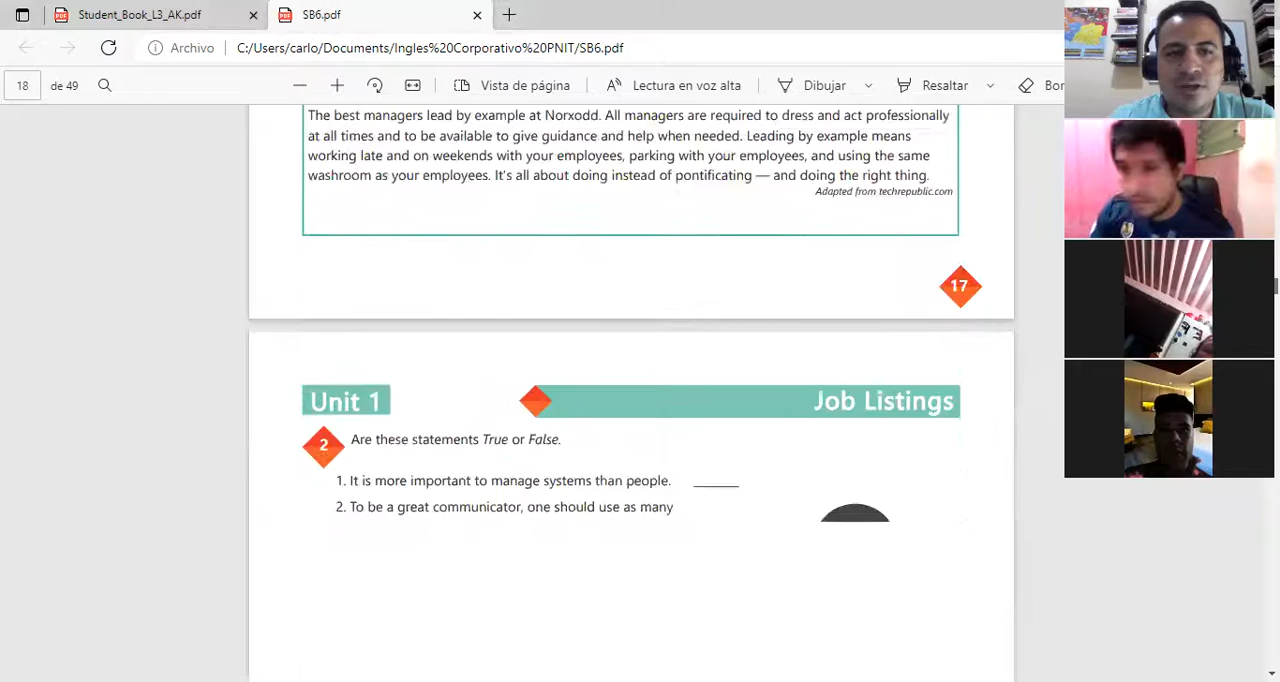 Student_Book_L3_AK.pdf
SB6.pdf
Archivo
C:/Users/carlo/Documents/Ingles%20Corporativo%20PNIT/SB6.pdf
18 de 49
Vista de página
Lectura en voz alta
Dibujar
Resaltar
Bor
The best managers lead by example at Norxodd. All managers are required to dress and act professionally
at all times and to be available to give guidance and help when needed. Leading by example means
working late and on weekends with your employees, parking with your employees, and using the same
washroom as your employees. It's all about doing instead of pontificating — and doing the right thing.
Adapted from techrepublic.com
17
Unit 1
Job Listings
2 Are these statements True or False.
1. It is more important to manage systems than people. ______
2. To be a great communicator, one should use as many